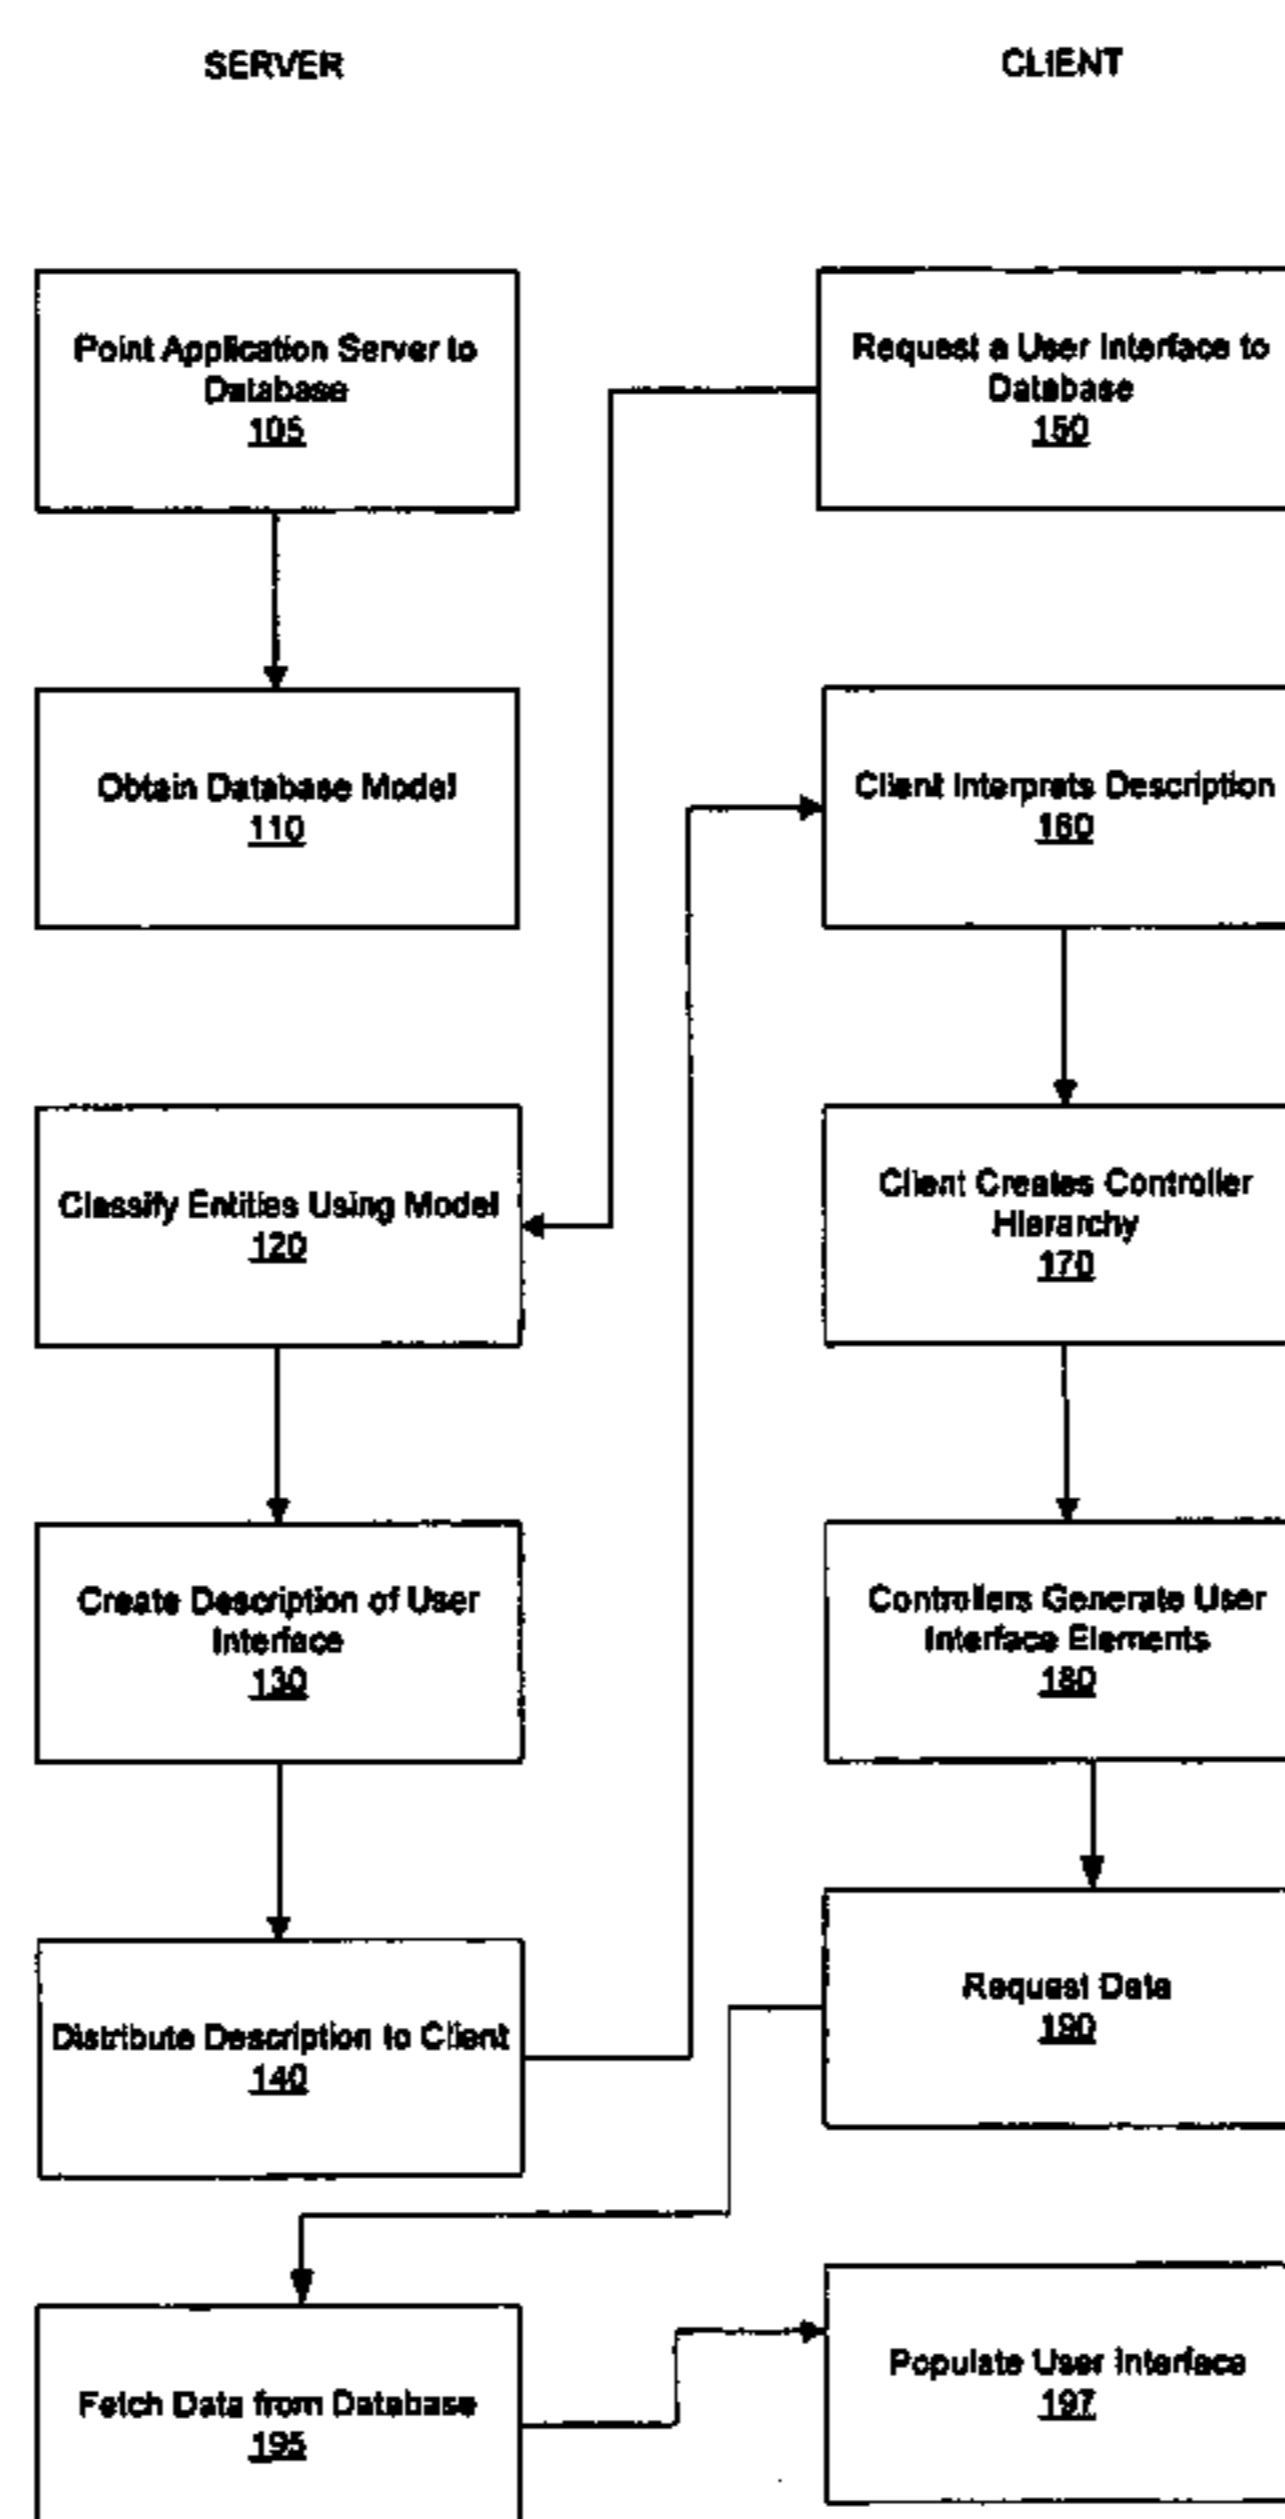 SERVER
CLIENT
Point Application Server to
Database
105
Request a User Interface to
Database
150
Obtain Database Model
110
Client Interprets Description
160
Classify Entities Using Model
120
Client Creates Controller
Hierarchy
170
Create Description of User
Interface
130
Controllers Generate User
Interface Elements
180
Distribute Description to Client
140
Request Data
190
Fetch Data from Database
195
Populate User Interface
197